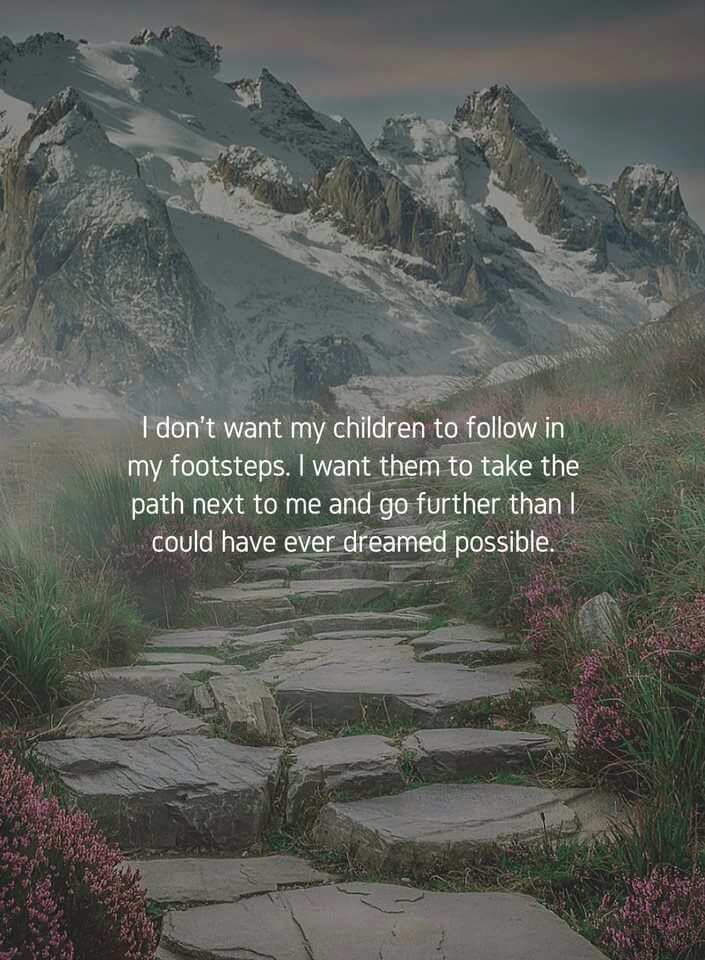 I don't want my children to follow in
my footsteps. I want them to take the
path next to me and go further than I
could have ever dreamed possible.